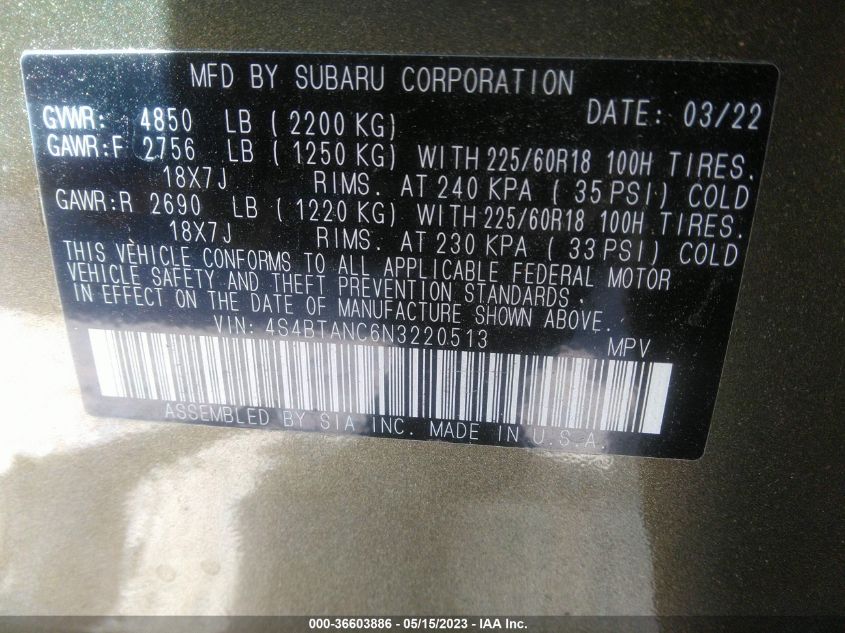 MFD BY SUBARU CORPORATION
GVWR: 4850 LB ( 2200 KG) DATE: 03/22
GAWR:F 2756 LB ( 1250 KG) WITH 225/60R18 100H TIRES.
18X7J RIMS. AT 240 KPA ( 35 PSI) COLD
GAWR:R 2690 LB ( 1220 KG) WITH 225/60R18 100H TIRES.
18X7J RIMS. AT 230 KPA ( 33 PSI) COLD
THIS VEHICLE CONFORMS TO ALL APPLICABLE FEDERAL MOTOR
VEHICLE SAFETY AND THEFT PREVENTION STANDARDS.
IN EFFECT ON THE DATE OF MANUFACTURE SHOWN ABOVE.
VIN: 4S4BTANC6N3220513 MPV
ASSEMBLED BY SIA INC. MADE IN U.S.A.
000-36603886 - 05/15/2023 - IAA Inc.